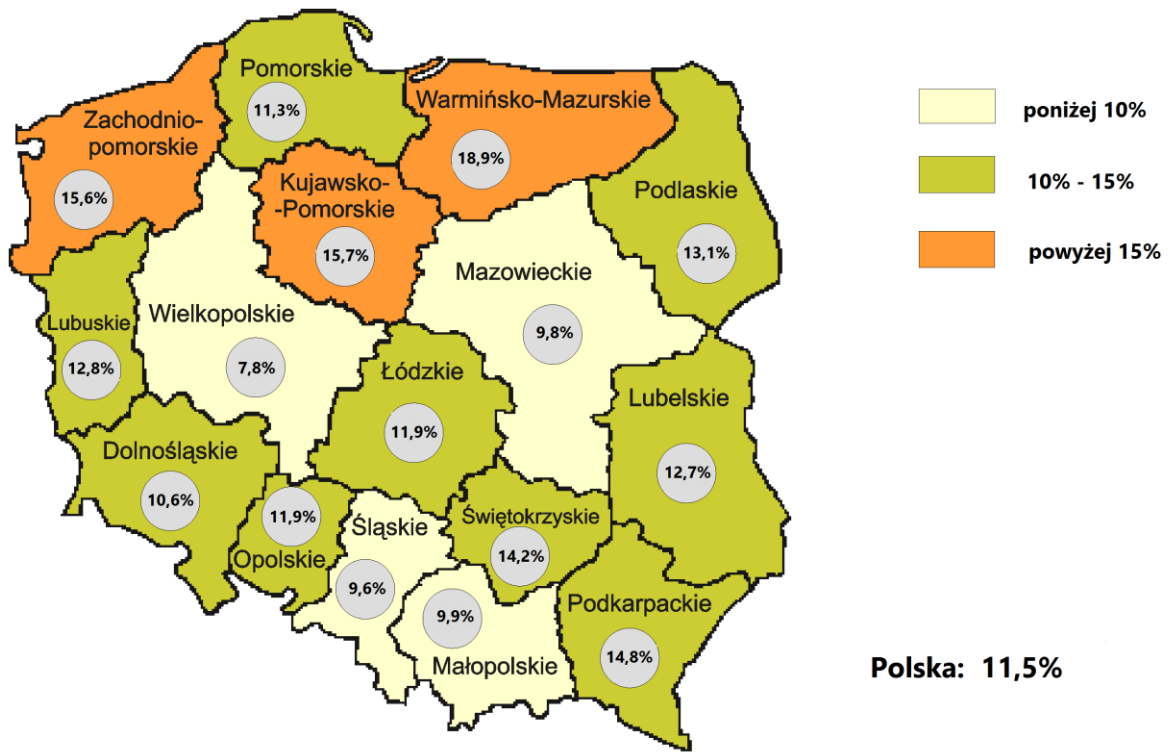 Pomorskie
11,3%
Warmińsko-Mazurskie
18,9%
Zachodnio-
pomorskie
15,6%
Kujawsko-
-Pomorskie
15,7%
Podlaskie
13,1%
Mazowieckie
9,8%
Wielkopolskie
7,8%
Lubuskie
12,8%
Łódzkie
11,9%
Lubelskie
12,7%
Dolnośląskie
10,6%
11,9%
Opolskie
Śląskie
9,6%
Świętokrzyskie
14,2%
9,9%
Małopolskie
Podkarpackie
14,8%
poniżej 10%
10% - 15%
powyżej 15%
Polska: 11,5%